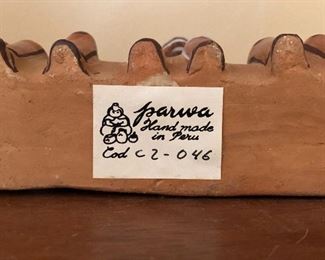 parwa
Hand made
in Peru
Cod C2-046